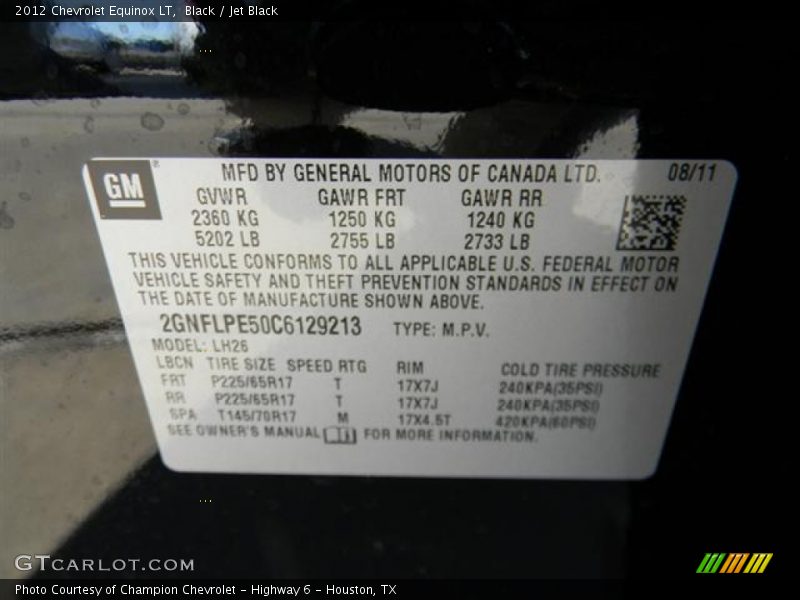 2012 Chevrolet Equinox LT,  Black / Jet Black
GM®
MFD BY GENERAL MOTORS OF CANADA LTD. 08/11
GVWR GAWR FRT GAWR RR
2360 KG 1250 KG 1240 KG
5202 LB 2755 LB 2733 LB
THIS VEHICLE CONFORMS TO ALL APPLICABLE U.S. FEDERAL MOTOR
VEHICLE SAFETY AND THEFT PREVENTION STANDARDS IN EFFECT ON
THE DATE OF MANUFACTURE SHOWN ABOVE.
2GNFLPE50C6129213 TYPE: M.P.V.
MODEL: LH26
LBCN TIRE SIZE SPEED RTG RIM COLD TIRE PRESSURE
FRT P225/65R17 T 17X7J 240KPA(35PSI)
RR P225/65R17 T 17X7J 240KPA(35PSI)
SPA T145/70R17 M 17X4.5T 420KPA(60PSI)
SEE OWNER'S MANUAL FOR MORE INFORMATION.
GTCARLOT.COM
Photo Courtesy of Champion Chevrolet - Highway 6 - Houston, TX